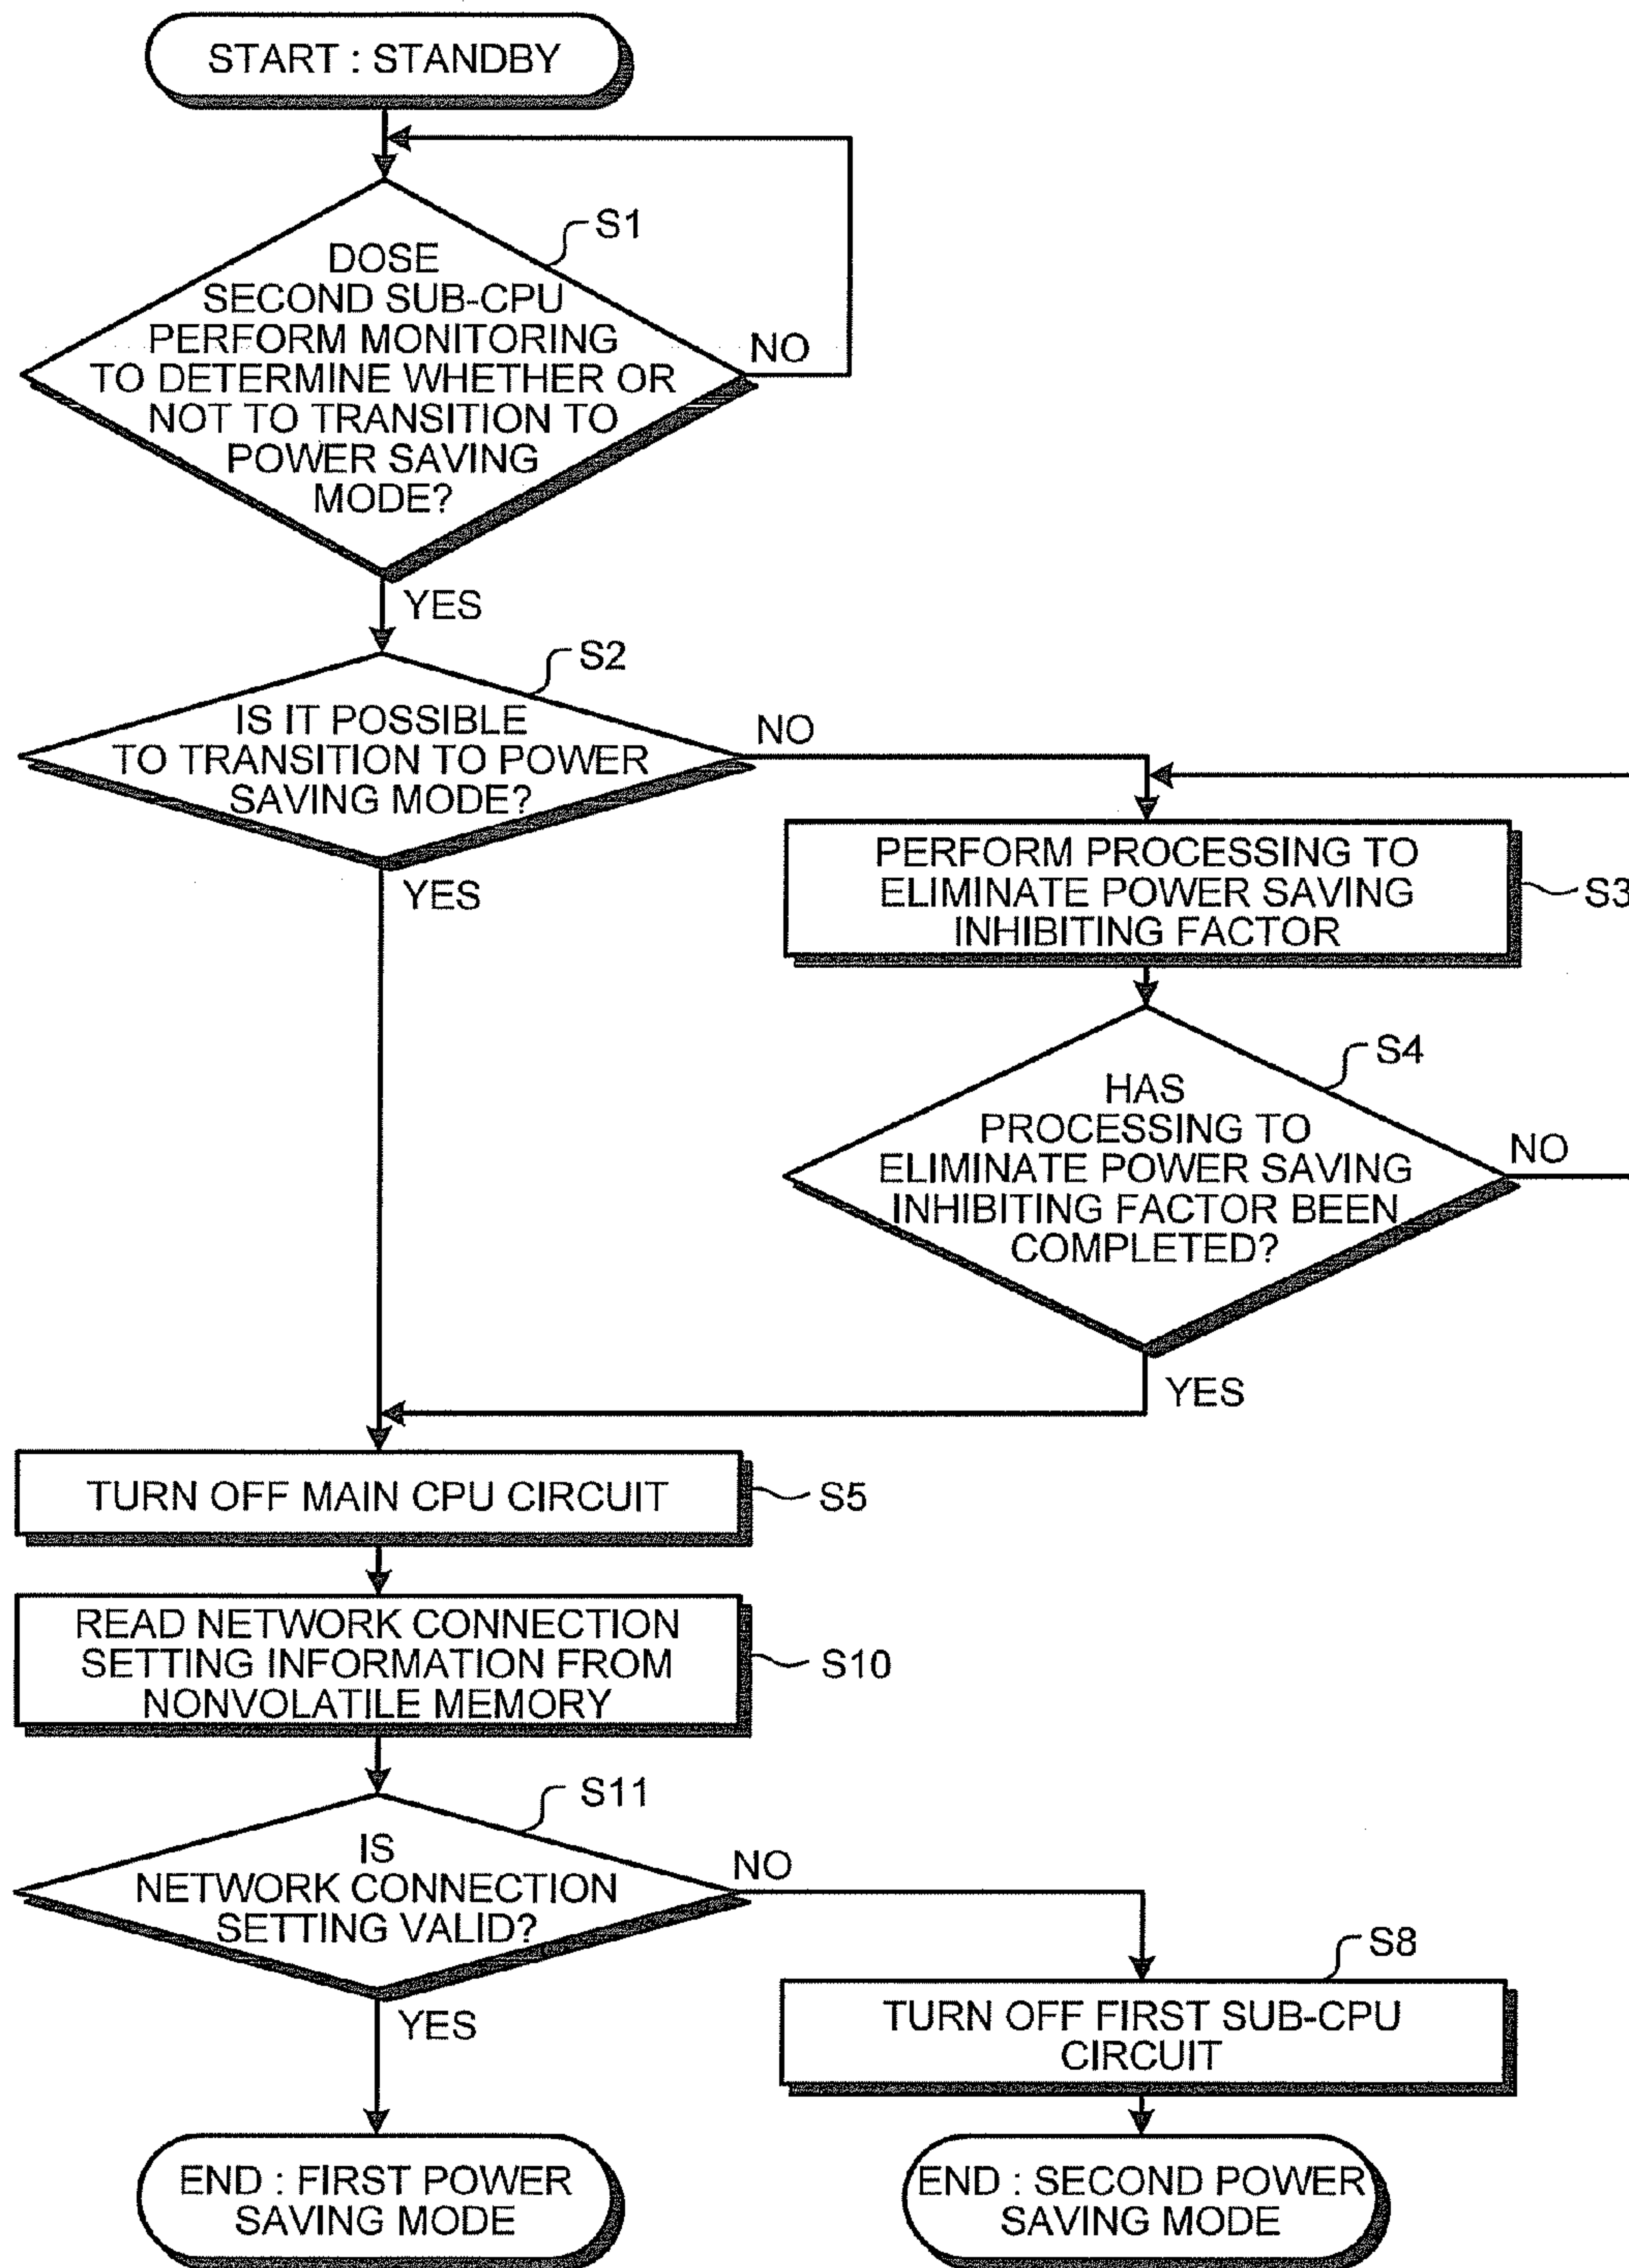 START : STANDBY
S1
DOSE
SECOND SUB-CPU
PERFORM MONITORING
TO DETERMINE WHETHER OR
NOT TO TRANSITION TO
POWER SAVING
MODE?
NO
YES
S2
IS IT POSSIBLE
TO TRANSITION TO POWER
SAVING MODE?
NO
YES
PERFORM PROCESSING TO
ELIMINATE POWER SAVING
INHIBITING FACTOR
S3
S4
HAS
PROCESSING TO
ELIMINATE POWER SAVING
INHIBITING FACTOR BEEN
COMPLETED?
NO
YES
TURN OFF MAIN CPU CIRCUIT
S5
READ NETWORK CONNECTION
SETTING INFORMATION FROM
NONVOLATILE MEMORY
S10
S11
IS
NETWORK CONNECTION
SETTING VALID?
NO
YES
S8
TURN OFF FIRST SUB-CPU
CIRCUIT
END : FIRST POWER
SAVING MODE
END : SECOND POWER
SAVING MODE